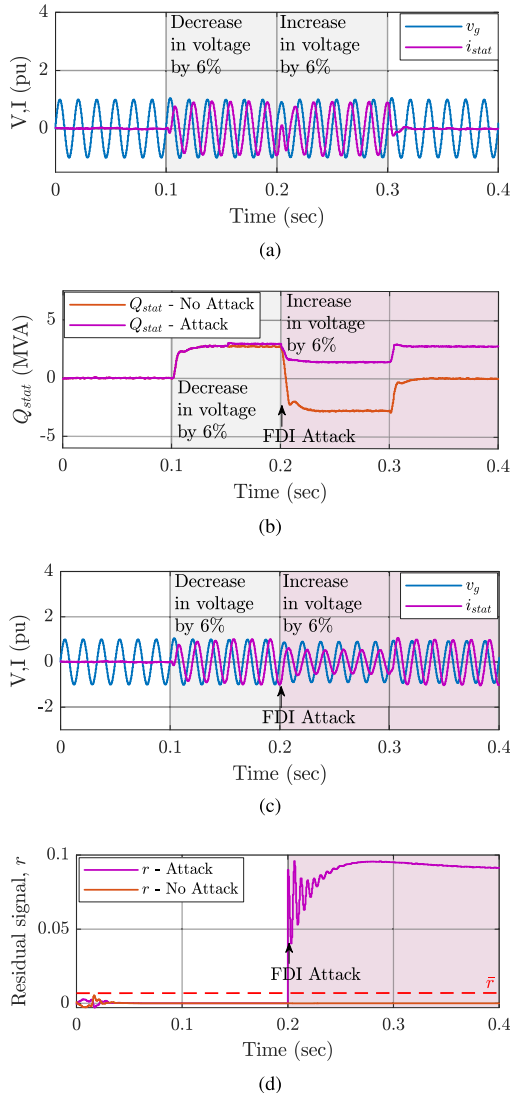 4
2
0
-2
V,I (pu)
Decrease
in voltage
by 6%
Increase
in voltage
by 6%
v_g
i_stat
0
0.1
0.2
0.3
0.4
Time (sec)
(a)
5
0
-5
Q_stat (MVA)
Q_stat - No Attack
Q_stat - Attack
Increase
in voltage
by 6%
Decrease
in voltage
by 6%
FDI Attack
0
0.1
0.2
0.3
0.4
Time (sec)
(b)
4
2
0
-2
V,I (pu)
Decrease
in voltage
by 6%
Increase
in voltage
by 6%
v_g
i_stat
FDI Attack
0
0.1
0.2
0.3
0.4
Time (sec)
(c)
0.1
0.05
0
Residual signal, r
r - Attack
r - No Attack
FDI Attack
r̄
0
0.1
0.2
0.3
0.4
Time (sec)
(d)